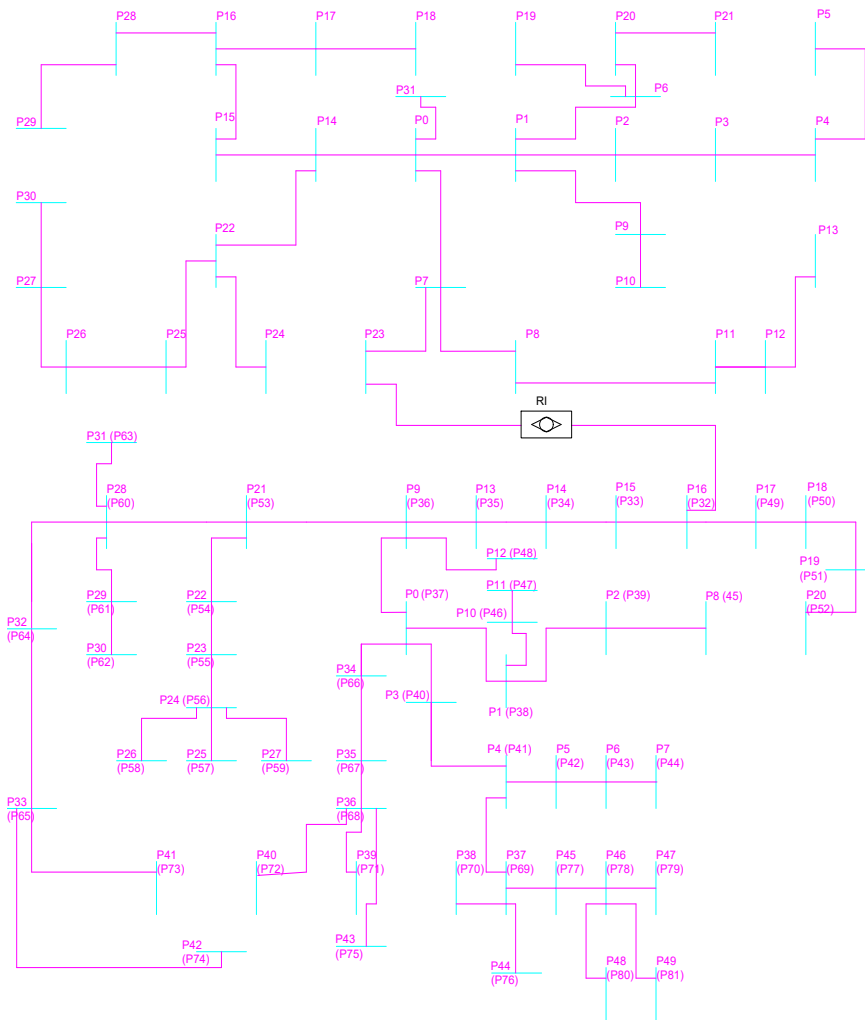 P28
P16
P17
P18
P19
P20
P21
P5
P31
P6
P29
P15
P14
P0
P1
P2
P3
P4
P30
P22
P9
P13
P27
P7
P10
P26
P25
P24
P23
P8
P11
P12
RI
P31 (P63)
P28
(P60)
P21
(P53)
P9
(P36)
P13
(P35)
P14
(P34)
P15
(P33)
P16
(P32)
P17
(P49)
P18
(P50)
P12 (P48)
P19
(P51)
P29
(P61)
P22
(P54)
P0 (P37)
P11 (P47)
P10 (P46)
P2 (P39)
P8 (45)
P20
(P52)
P32
(P64)
P30
(P62)
P23
(P55)
P34
(P66)
P3 (P40)
P1 (P38)
P24 (P56)
P26
(P58)
P25
(P57)
P27
(P59)
P35
(P67)
P4 (P41)
P5
(P42)
P6
(P43)
P7
(P44)
P33
(P65)
P36
(P68)
P41
(P73)
P40
(P72)
P39
(P71)
P38
(P70)
P37
(P69)
P45
(P77)
P46
(P78)
P47
(P79)
P42
(P74)
P43
(P75)
P44
(P76)
P48
(P80)
P49
(P81)